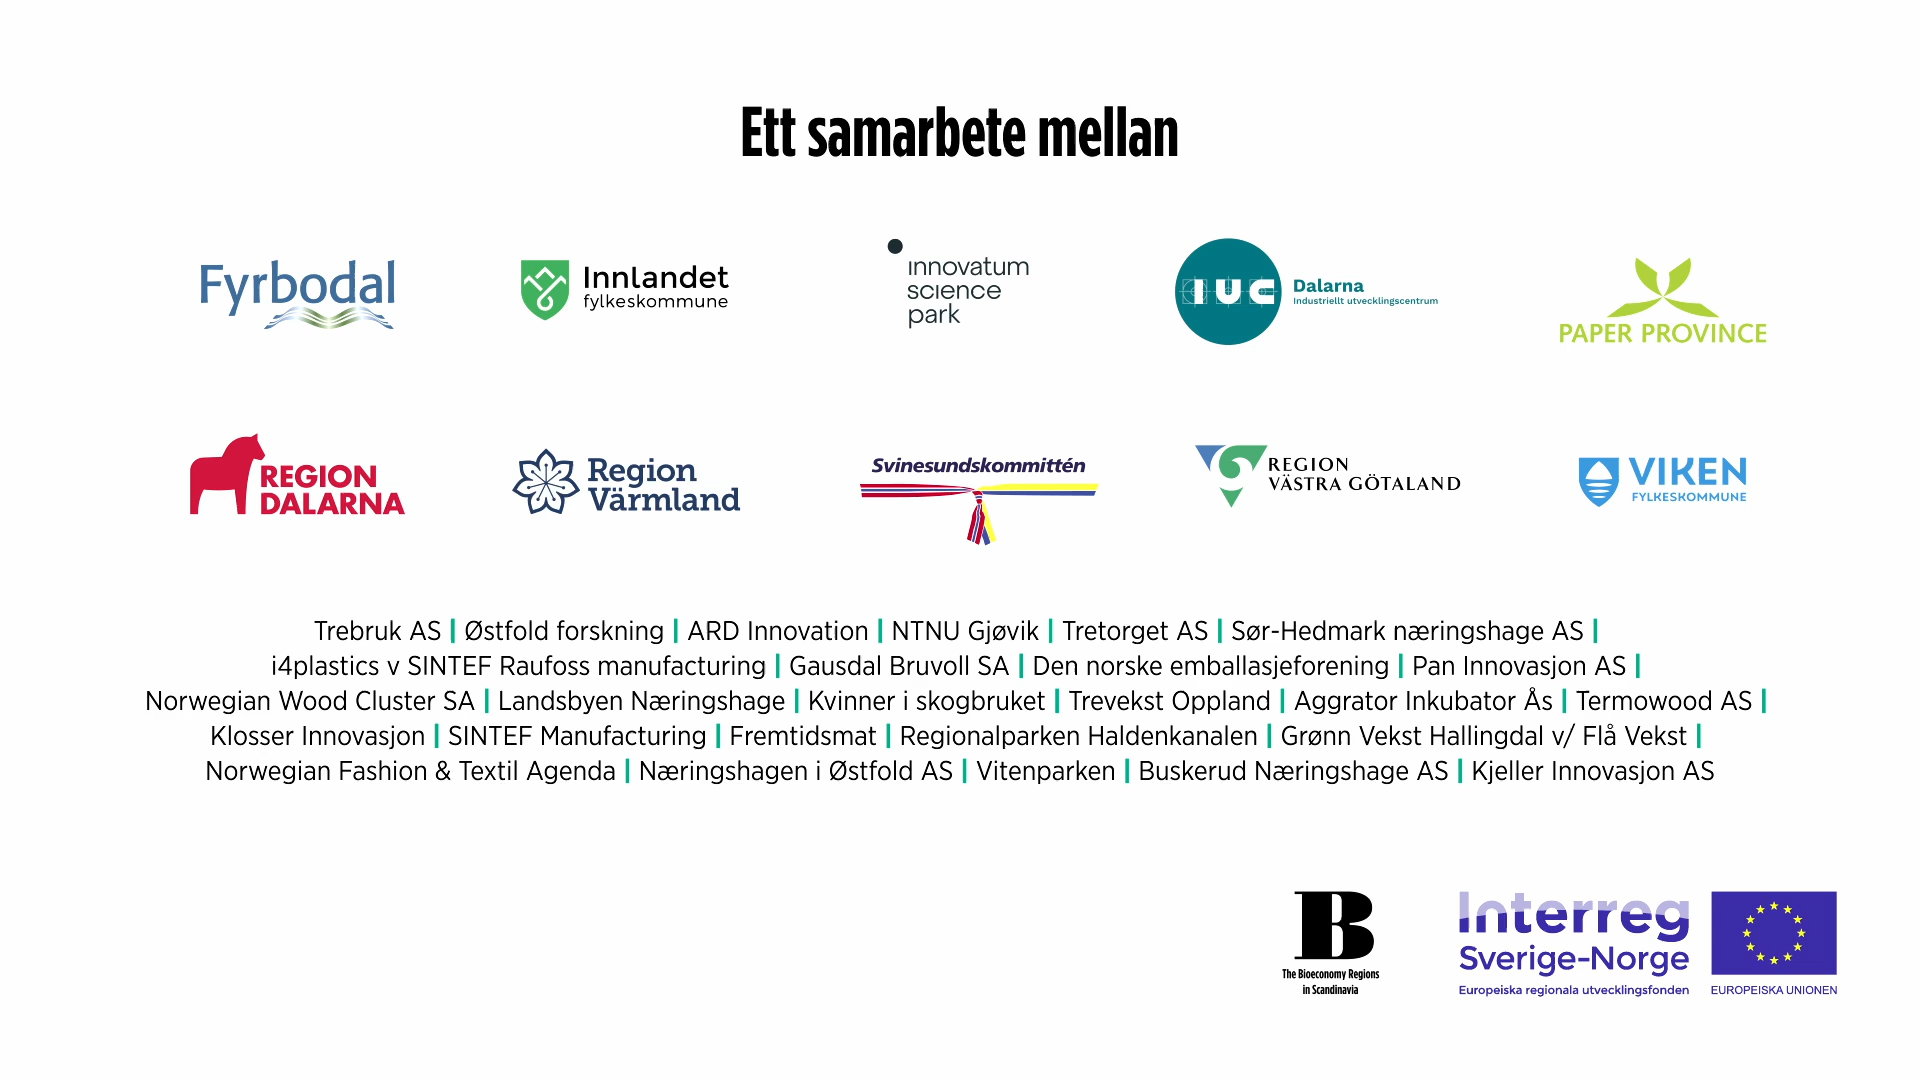 Ett samarbete mellan
Fyrbodal
Innlandet
fylkeskommune
innovatum
science
park
IUC
Dalarna
Industriellt utvecklingscentrum
PAPER PROVINCE
REGION
DALARNA
Region
Värmland
Svinesundskommittén
REGION
VÄSTRA GÖTALAND
VIKEN
FYLKESKOMMUNE
Trebruk AS | Østfold forskning | ARD Innovation | NTNU Gjøvik | Tretorget AS | Sør-Hedmark næringshage AS |
i4plastics v SINTEF Raufoss manufacturing | Gausdal Bruvoll SA | Den norske emballasjeforening | Pan Innovasjon AS |
Norwegian Wood Cluster SA | Landsbyen Næringshage | Kvinner i skogbruket | Trevekst Oppland | Aggrator Inkubator Ås | Termowood AS |
Klosser Innovasjon | SINTEF Manufacturing | Fremtidsmat | Regionalparken Haldenkanalen | Grønn Vekst Hallingdal v/ Flå Vekst |
Norwegian Fashion & Textil Agenda | Næringshagen i Østfold AS | Vitenparken | Buskerud Næringshage AS | Kjeller Innovasjon AS
B
The Bioeconomy Regions
in Scandinavia
Interreg
Sverige-Norge
Europeiska regionala utvecklingsfonden
EUROPEISKA UNIONEN